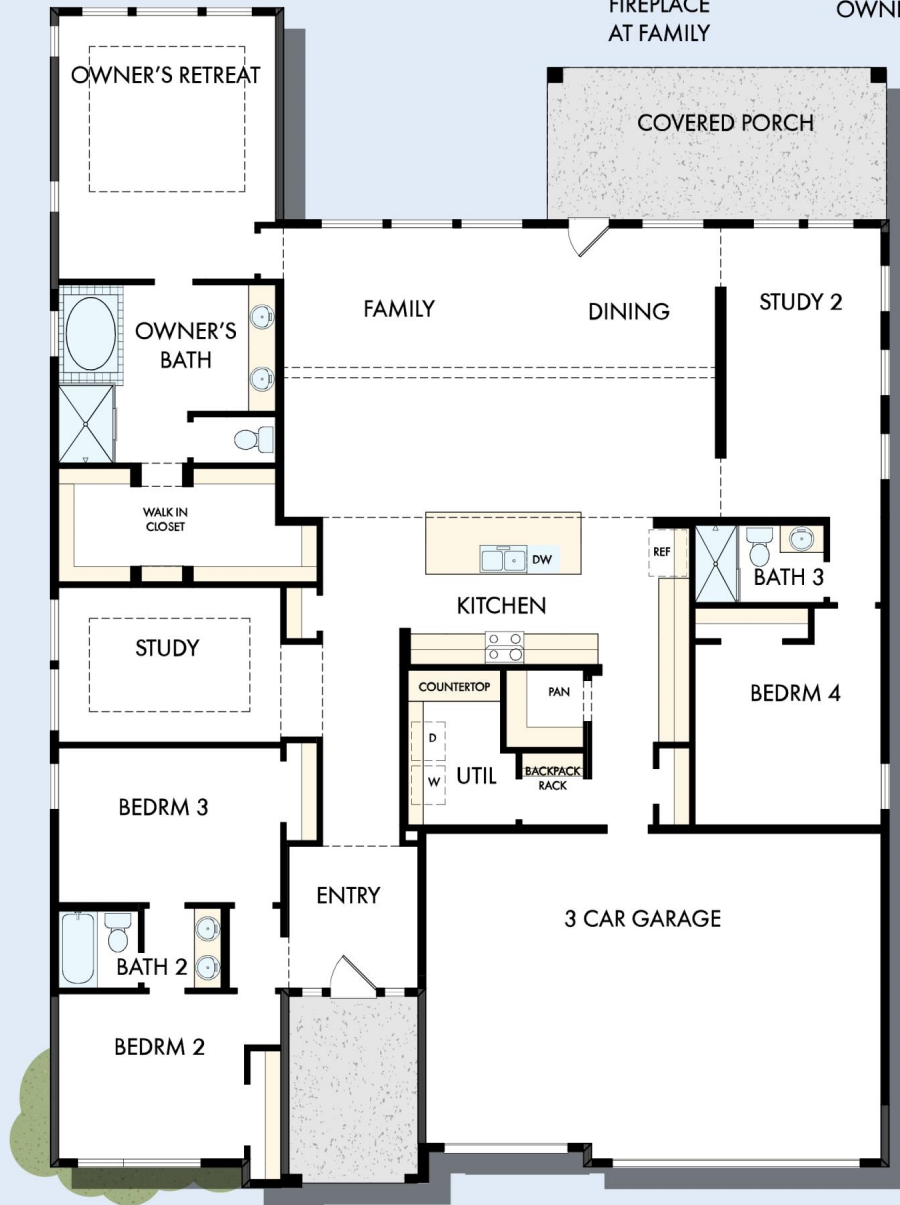 FIREPLACE
AT FAMILY
OWNER'S RETREAT
COVERED PORCH
FAMILY
DINING
STUDY 2
OWNER'S
BATH
WALK IN
CLOSET
REF
DW
BATH 3
KITCHEN
STUDY
COUNTERTOP
PAN
BEDRM 4
D
W
UTIL
BACKPACK
RACK
BEDRM 3
ENTRY
3 CAR GARAGE
BATH 2
BEDRM 2